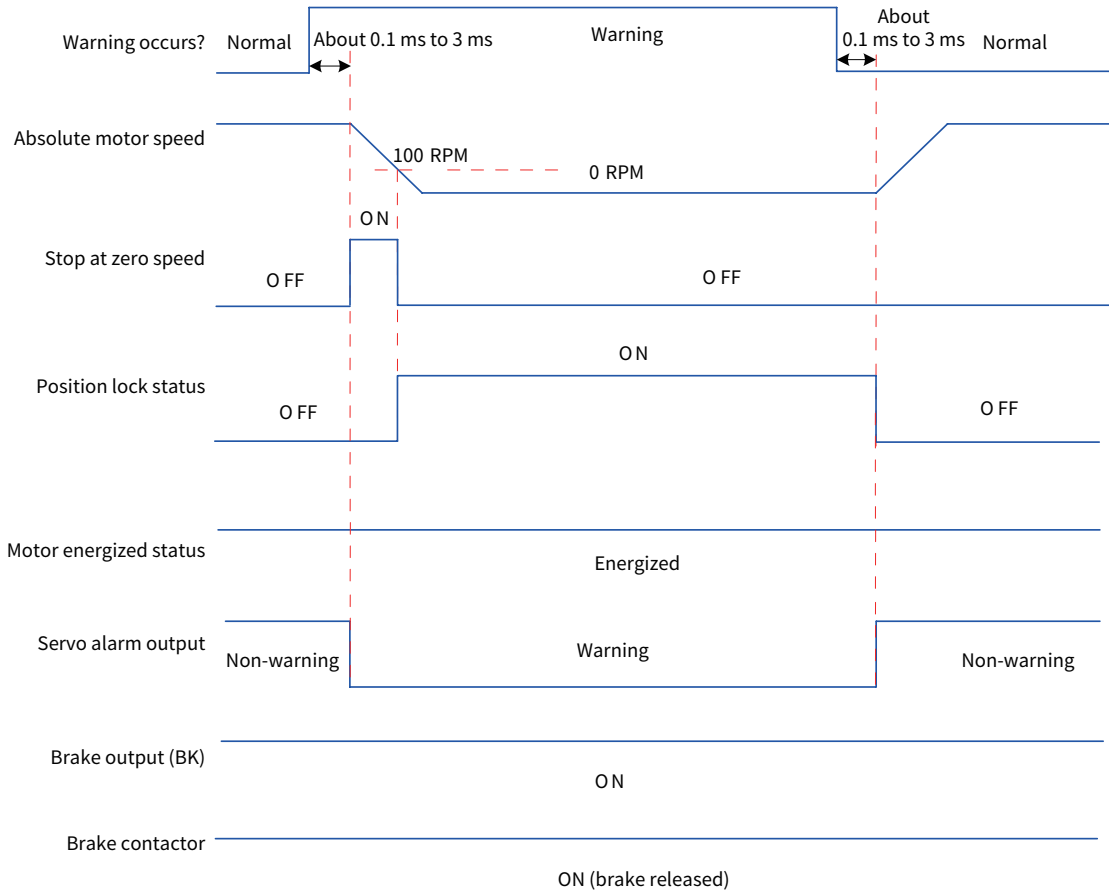 Warning occurs?
Normal
About 0.1 ms to 3 ms
Warning
About
0.1 ms to 3 ms
Normal
Absolute motor speed
100 RPM
0 RPM
ON
Stop at zero speed
OFF
OFF
ON
Position lock status
OFF
OFF
Motor energized status
Energized
Servo alarm output
Non-warning
Warning
Non-warning
Brake output (BK)
ON
Brake contactor
ON (brake released)